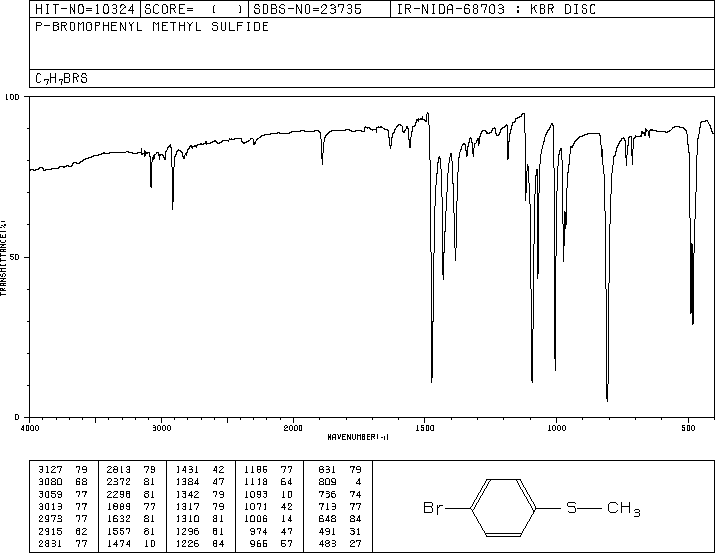 HIT-NO=10324 SCORE= ( ) SDBS-NO=23735 IR-NIDA-68703 : KBR DISC
P-BROMOPHENYL METHYL SULFIDE
C7H7BRS
100
50
0
TRANSMITTANCE(%)
4000 3000 2000 1500 1000 500
WAVENUMBER(-1)
3127 79 2813 79 1431 42 1186 77 831 79
3080 68 2372 81 1384 47 1118 64 809 4
3059 77 2298 81 1342 79 1093 10 736 74
3013 77 1889 77 1317 79 1071 42 713 77
2973 77 1632 81 1310 81 1006 14 648 84
2915 62 1557 81 1296 81 974 47 491 31
2831 77 1474 10 1226 84 966 57 483 27
Br S CH3